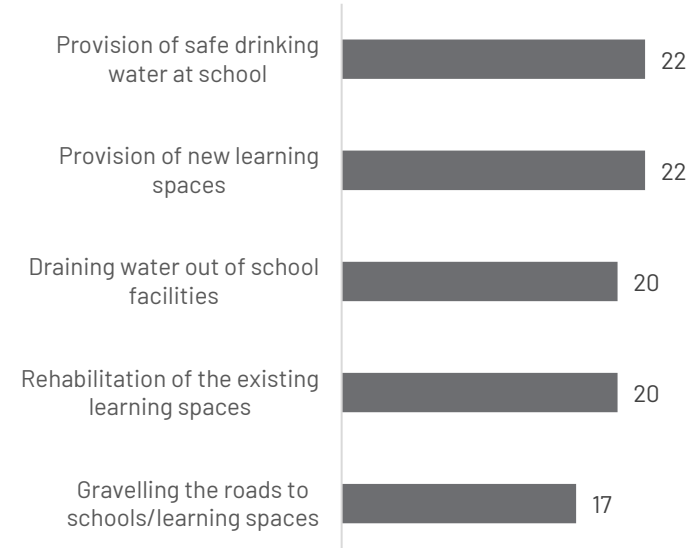 Provision of safe drinking
water at school
22
Provision of new learning
spaces
22
Draining water out of school
facilities
20
Rehabilitation of the existing
learning spaces
20
Gravelling the roads to
schools/learning spaces
17